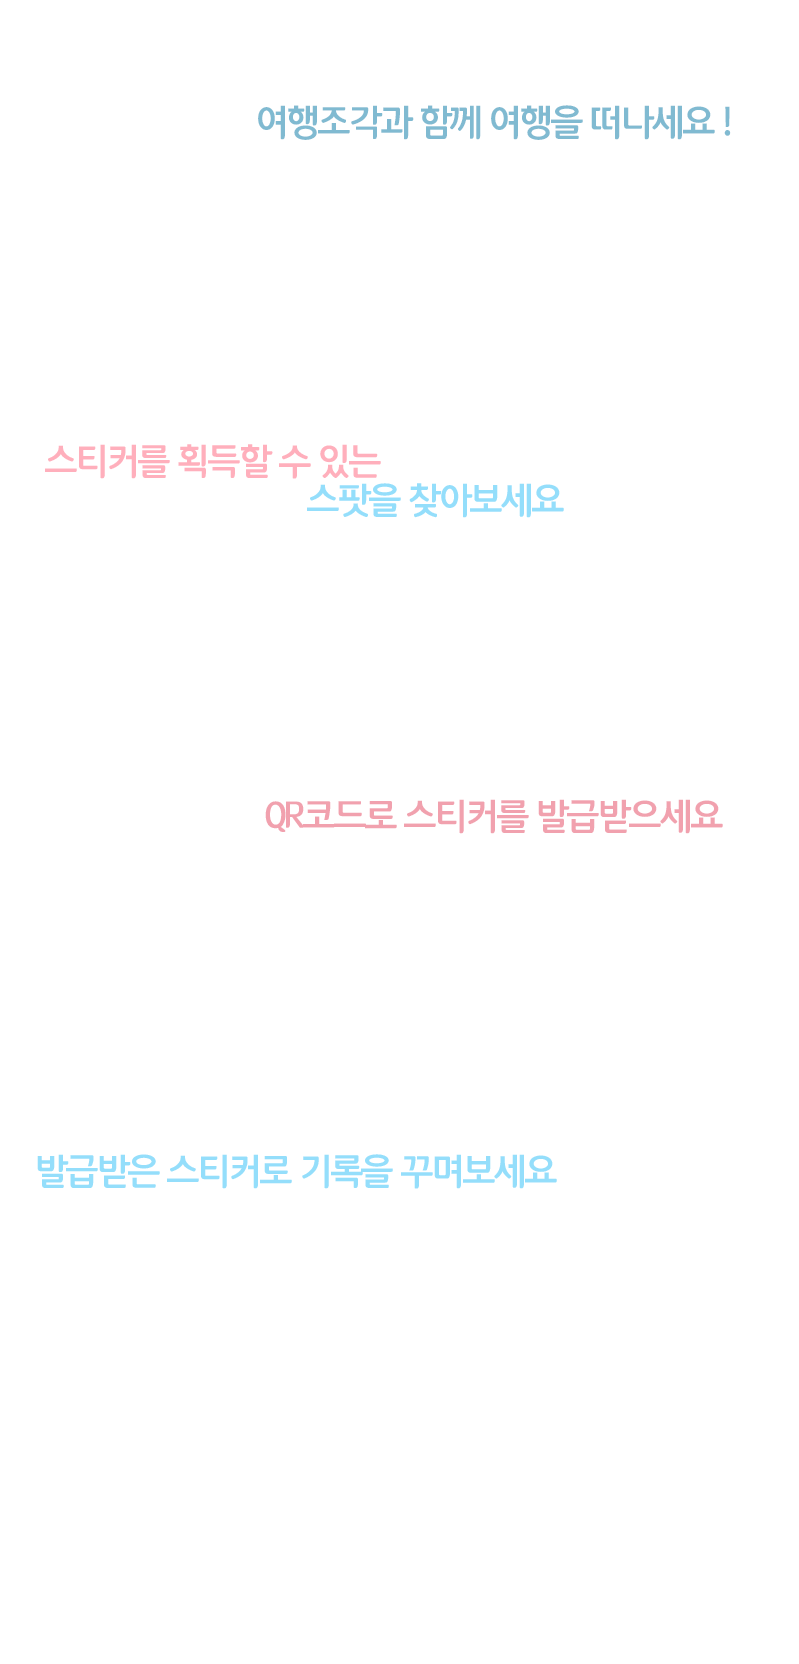 여행조각과 함께 여행을 떠나세요 !
스티커를 획득할 수 있는
스팟을 찾아보세요
QR코드로 스티커를 발급받으세요
발급받은 스티커로 기록을 꾸며보세요